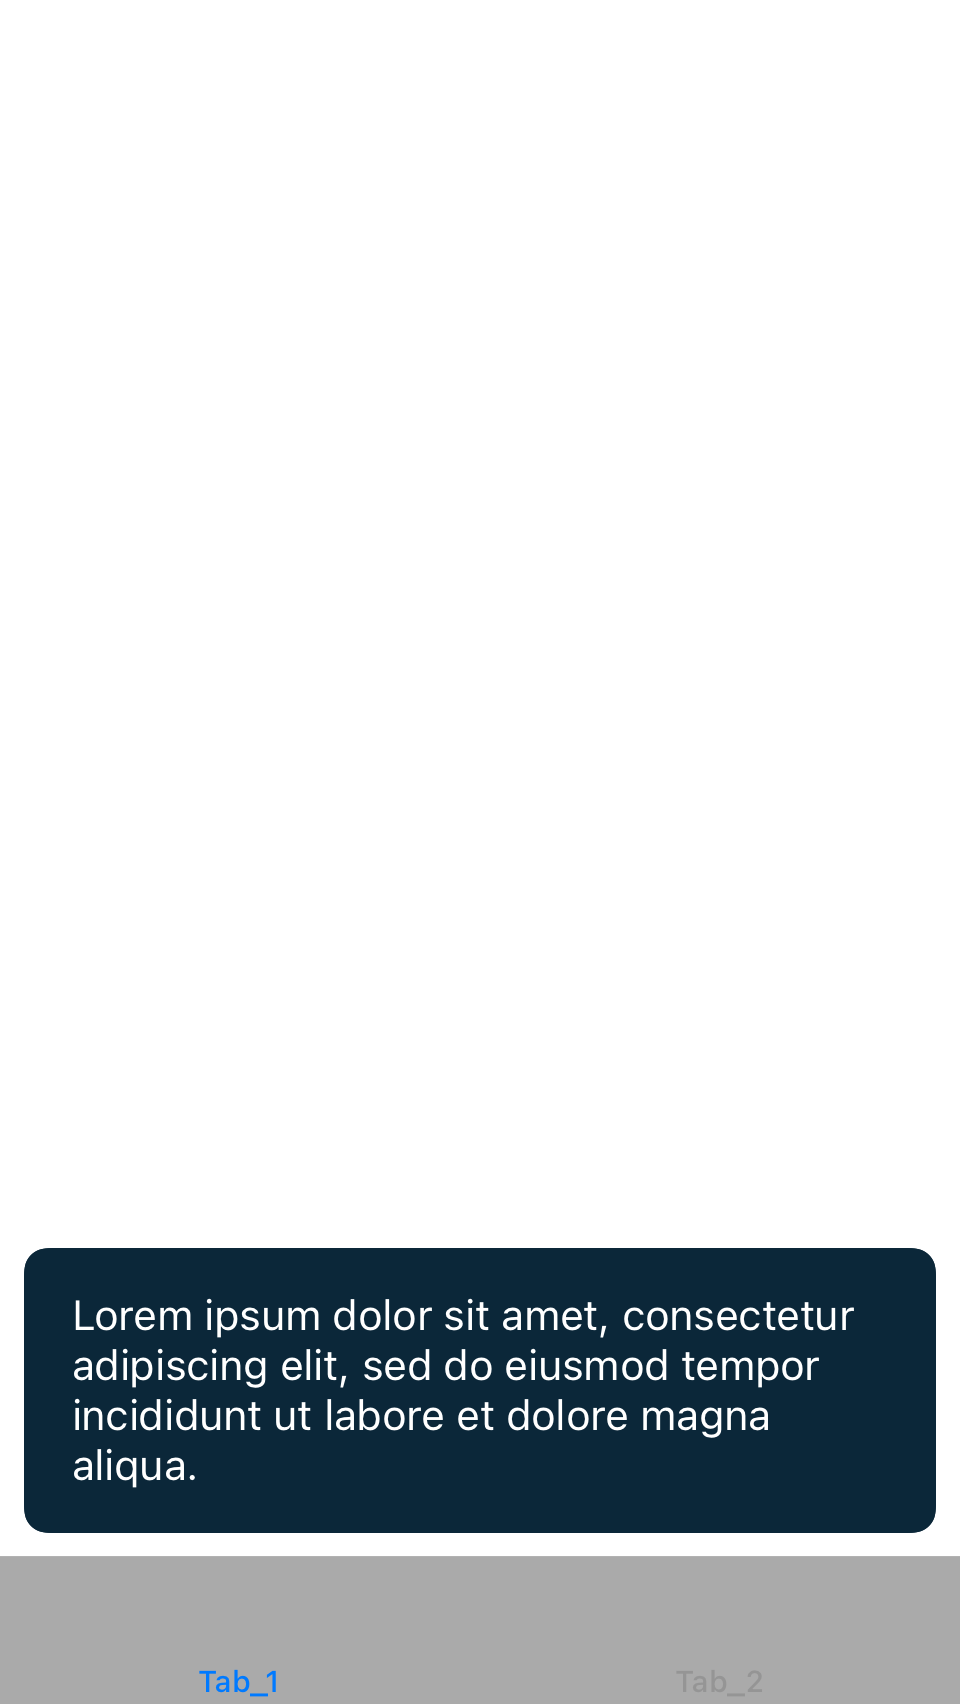 Lorem ipsum dolor sit amet, consectetur
adipiscing elit, sed do eiusmod tempor
incididunt ut labore et dolore magna
aliqua.
Tab_1
Tab_2